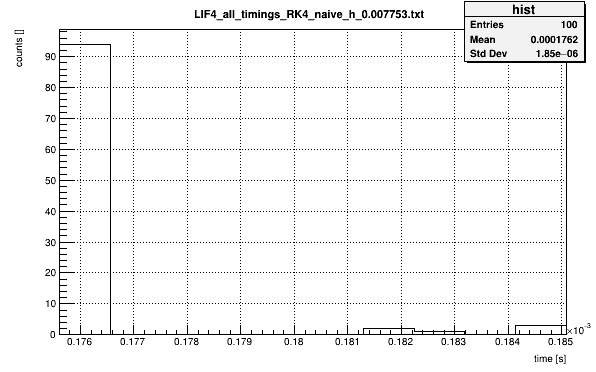 LIF4_all_timings_RK4_naive_h_0.007753.txt
hist
Entries 100
Mean 0.0001762
Std Dev 1.85e−06
counts []
90
80
70
60
50
40
30
20
10
0
0.176 0.177 0.178 0.179 0.18 0.181 0.182 0.183 0.184 0.185
×10−3
time [s]